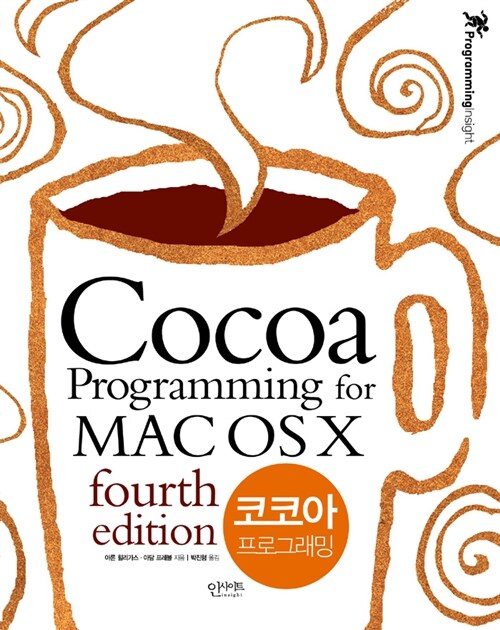 ProgrammingInsight
Cocoa
Programming for
MAC OS X
fourth
edition
코코아
프로그래밍
아론 힐리가스 · 아담 프레블 지음 | 박진형 옮김
인사이트
insight